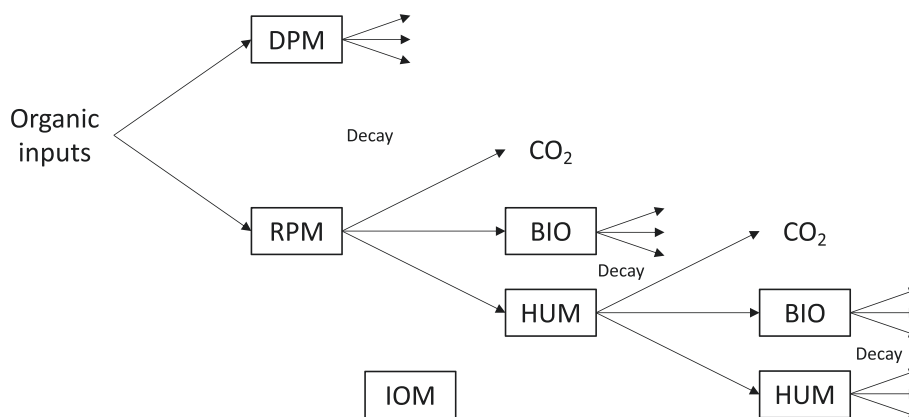 DPM
Organic
inputs
Decay
CO₂
RPM
BIO
CO₂
Decay
HUM
BIO
Decay
IOM
HUM